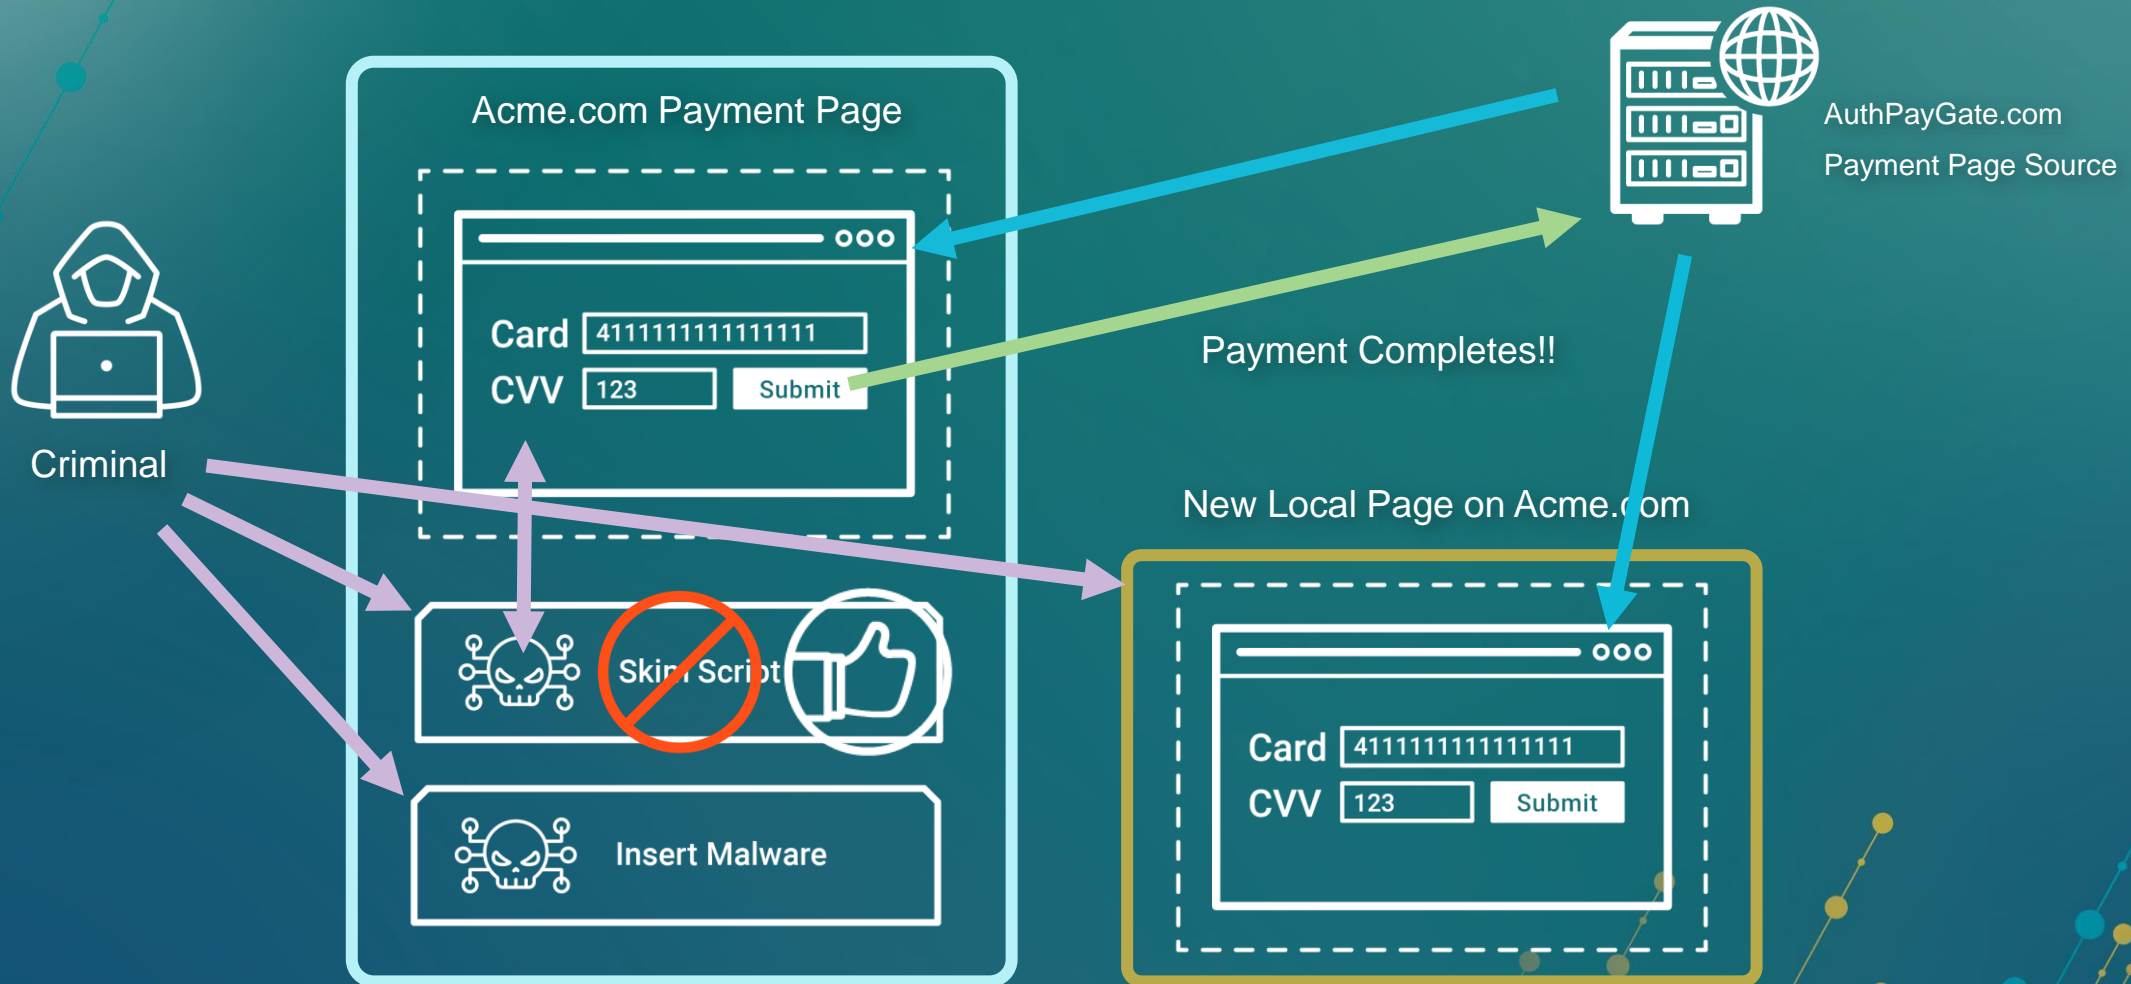 Acme.com Payment Page
AuthPayGate.com
Payment Page Source
Card 4111111111111111
CVV 123 Submit
Payment Completes!!
Criminal
New Local Page on Acme.com
Skim Script
Insert Malware
Card 4111111111111111
CVV 123 Submit